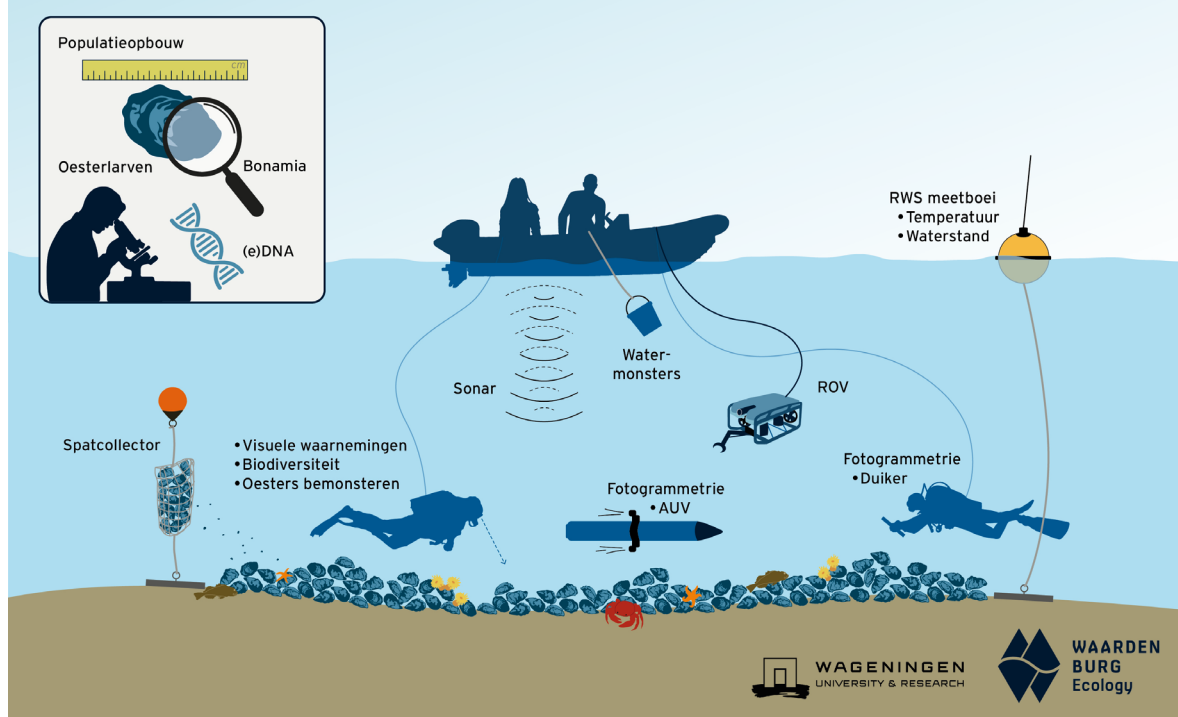 Populatieopbouw
cm
Oesterlarven
Bonamia
(e)DNA
RWS meetboei
•Temperatuur
•Waterstand
Water-
monsters
Sonar
ROV
Spatcollector
•Visuele waarnemingen
•Biodiversiteit
•Oesters bemonsteren
Fotogrammetrie
•AUV
Fotogrammetrie
•Duiker
WAGENINGEN
UNIVERSITY & RESEARCH
WAARDEN
BURG
Ecology